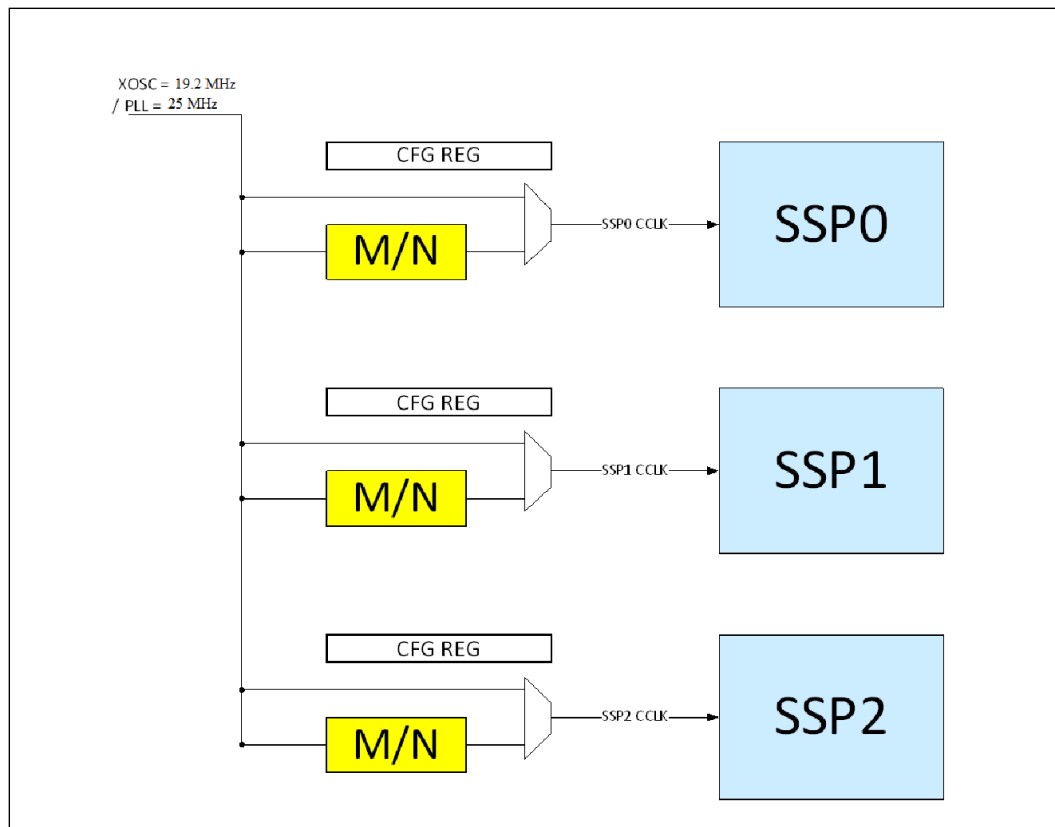 XOSC = 19.2 MHz
/ PLL = 25 MHz
CFG REG
M/N
SSP0 CCLK
SSP0
CFG REG
M/N
SSP1 CCLK
SSP1
CFG REG
M/N
SSP2 CCLK
SSP2